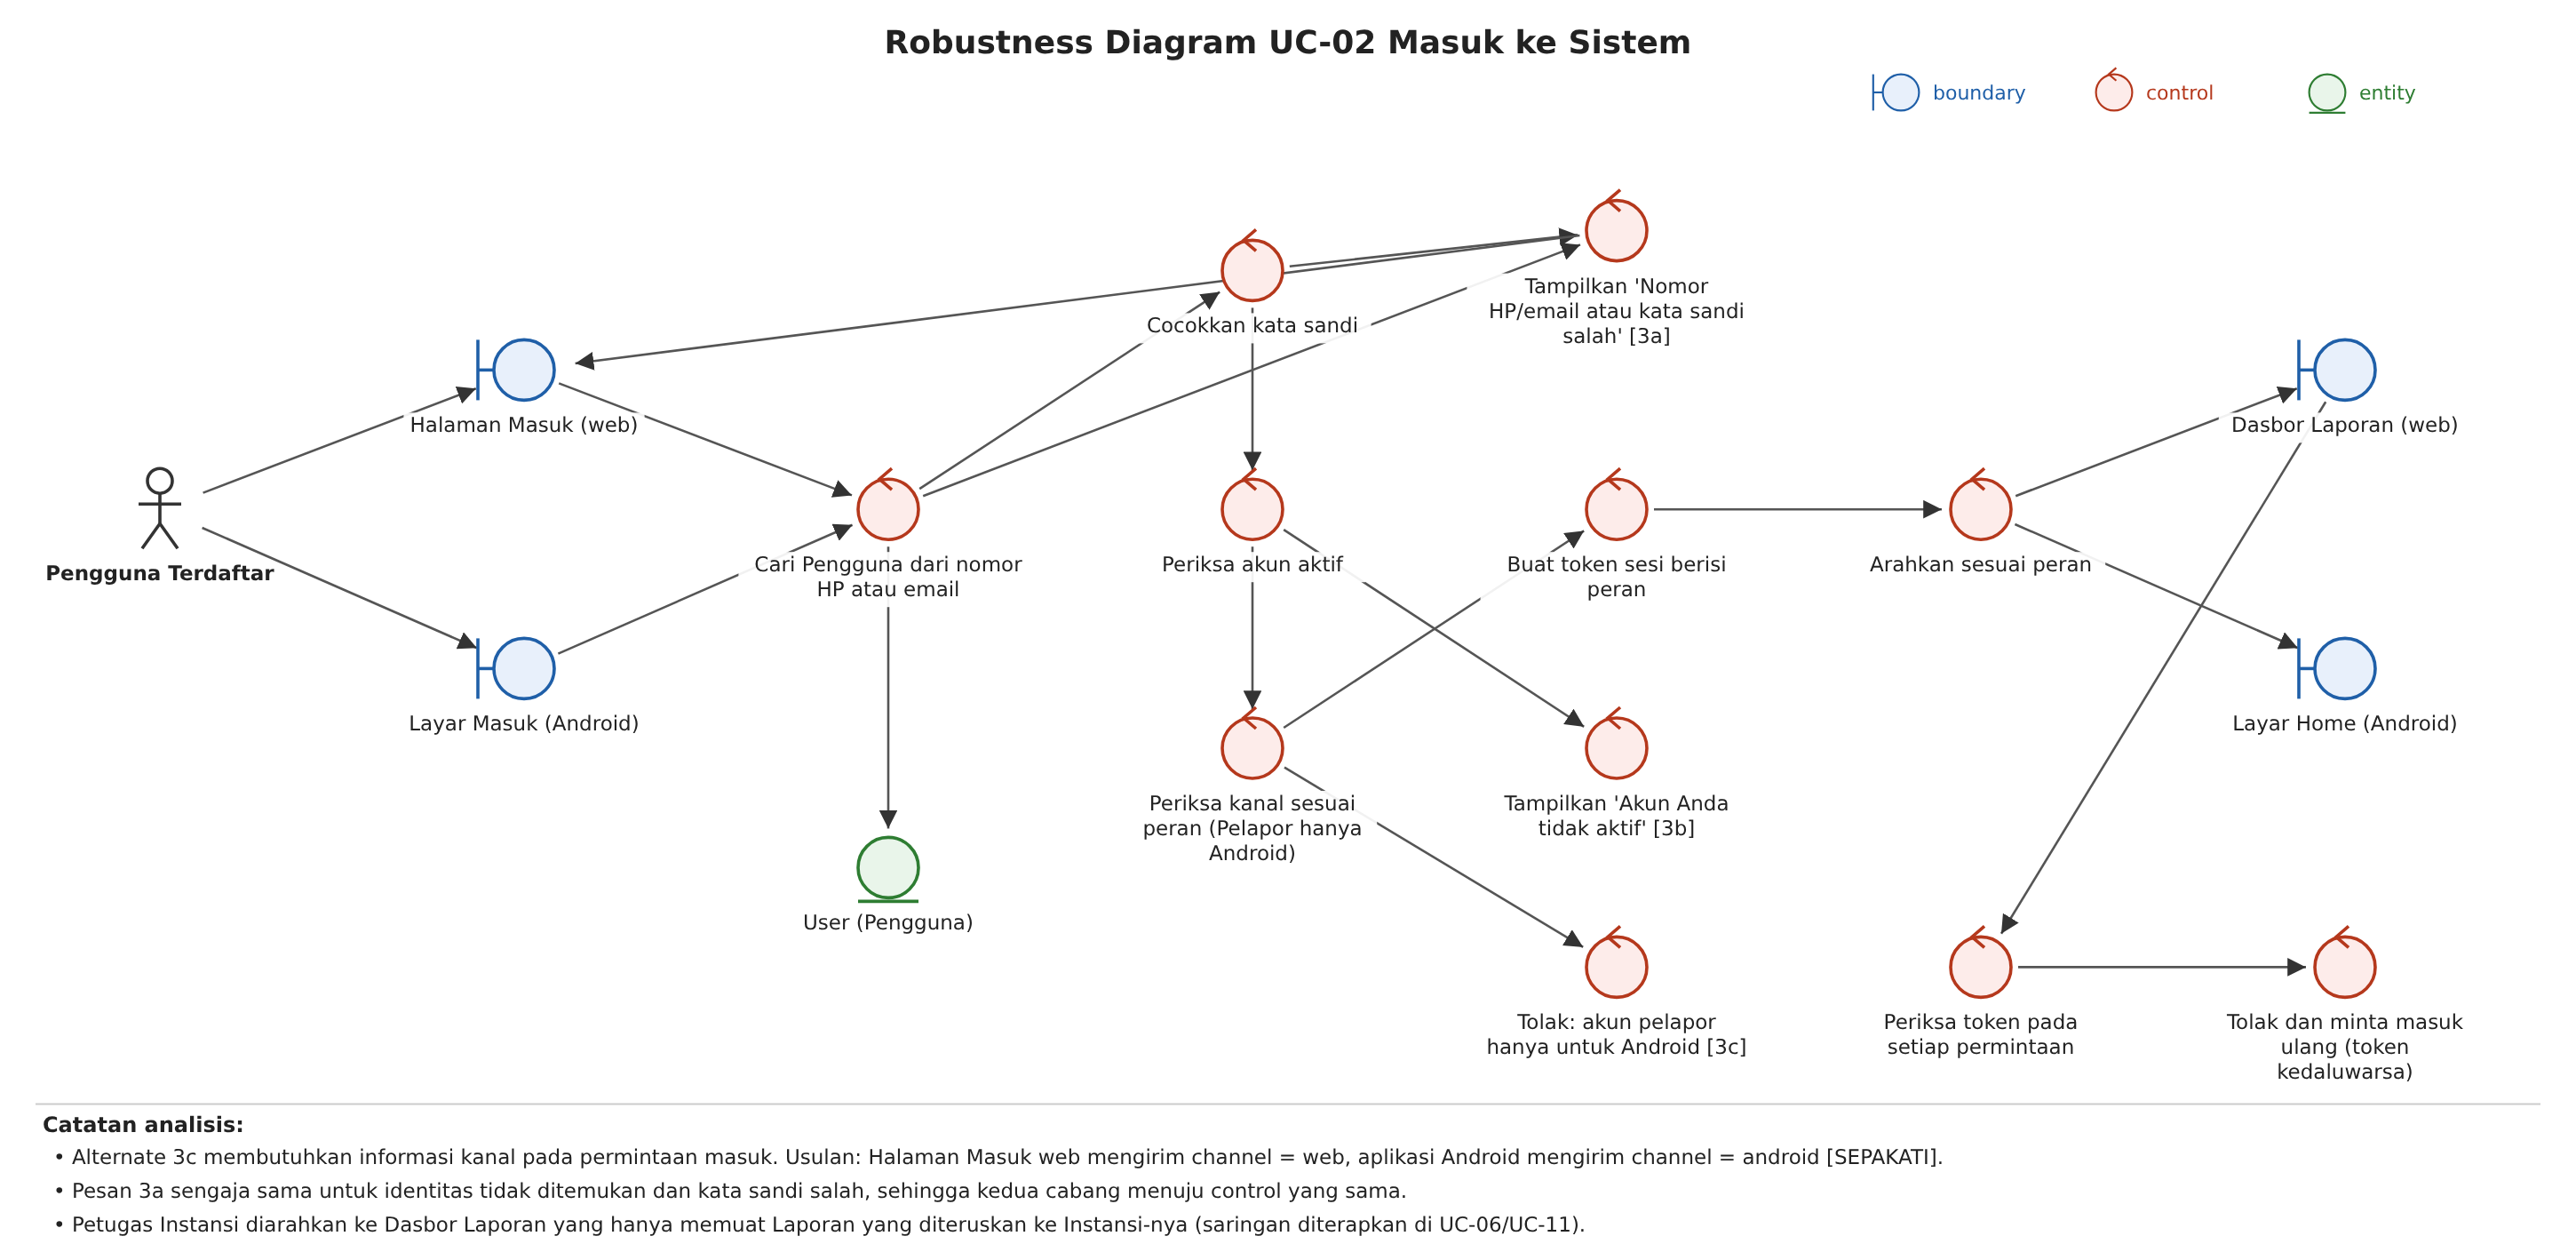 Robustness Diagram UC-02 Masuk ke Sistem
boundary
control
entity
Tampilkan 'Nomor
HP/email atau kata sandi
salah' [3a]
Cocokkan kata sandi
Halaman Masuk (web)
Dasbor Laporan (web)
Pengguna Terdaftar
Cari Pengguna dari nomor
HP atau email
Periksa akun aktif
Buat token sesi berisi
peran
Arahkan sesuai peran
Layar Masuk (Android)
Layar Home (Android)
Periksa kanal sesuai
peran (Pelapor hanya
Android)
Tampilkan 'Akun Anda
tidak aktif' [3b]
User (Pengguna)
Tolak: akun pelapor
hanya untuk Android [3c]
Periksa token pada
setiap permintaan
Tolak dan minta masuk
ulang (token
kedaluwarsa)
Catatan analisis:
• Alternate 3c membutuhkan informasi kanal pada permintaan masuk. Usulan: Halaman Masuk web mengirim channel = web, aplikasi Android mengirim channel = android [SEPAKATI].
• Pesan 3a sengaja sama untuk identitas tidak ditemukan dan kata sandi salah, sehingga kedua cabang menuju control yang sama.
• Petugas Instansi diarahkan ke Dasbor Laporan yang hanya memuat Laporan yang diteruskan ke Instansi-nya (saringan diterapkan di UC-06/UC-11).